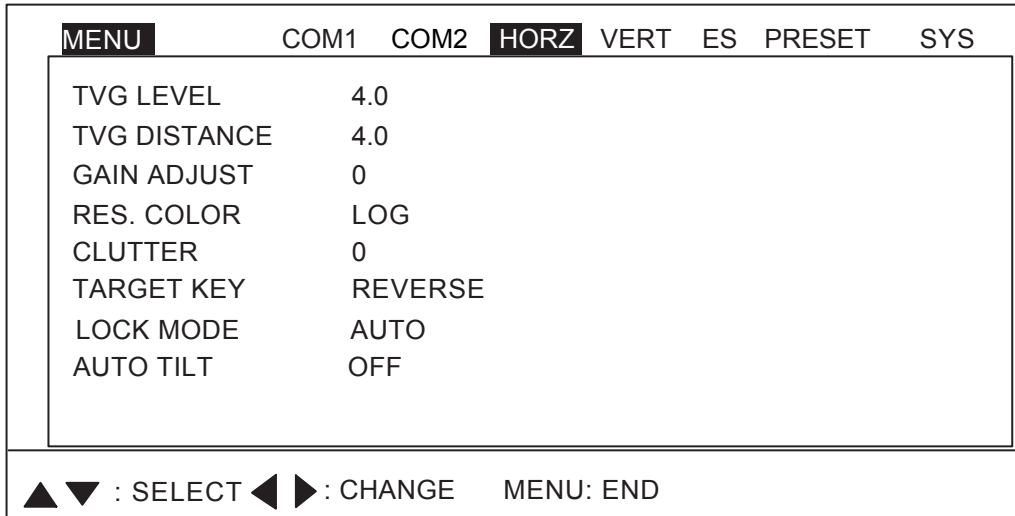 MENU COM1 COM2 HORZ VERT ES PRESET SYS
TVG LEVEL 4.0
TVG DISTANCE 4.0
GAIN ADJUST 0
RES. COLOR LOG
CLUTTER 0
TARGET KEY REVERSE
LOCK MODE AUTO
AUTO TILT OFF
▲ ▼ : SELECT ◀ ▶ : CHANGE MENU: END